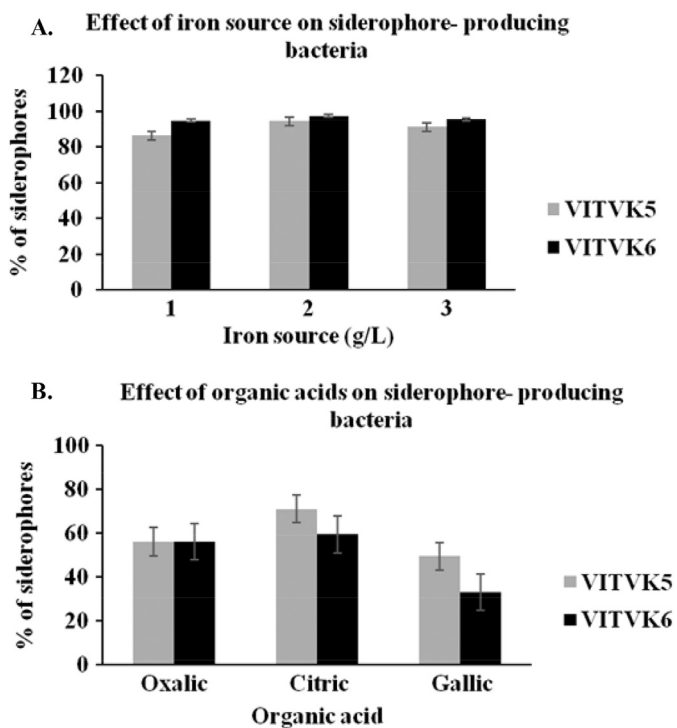 A.
Effect of iron source on siderophore- producing
bacteria
% of siderophores
120
100
80
60
40
20
0
1 2 3
Iron source (g/L)
VITVK5
VITVK6
B.
Effect of organic acids on siderophore- producing
bacteria
% of siderophores
100
80
60
40
20
0
Oxalic Citric Gallic
Organic acid
VITVK5
VITVK6